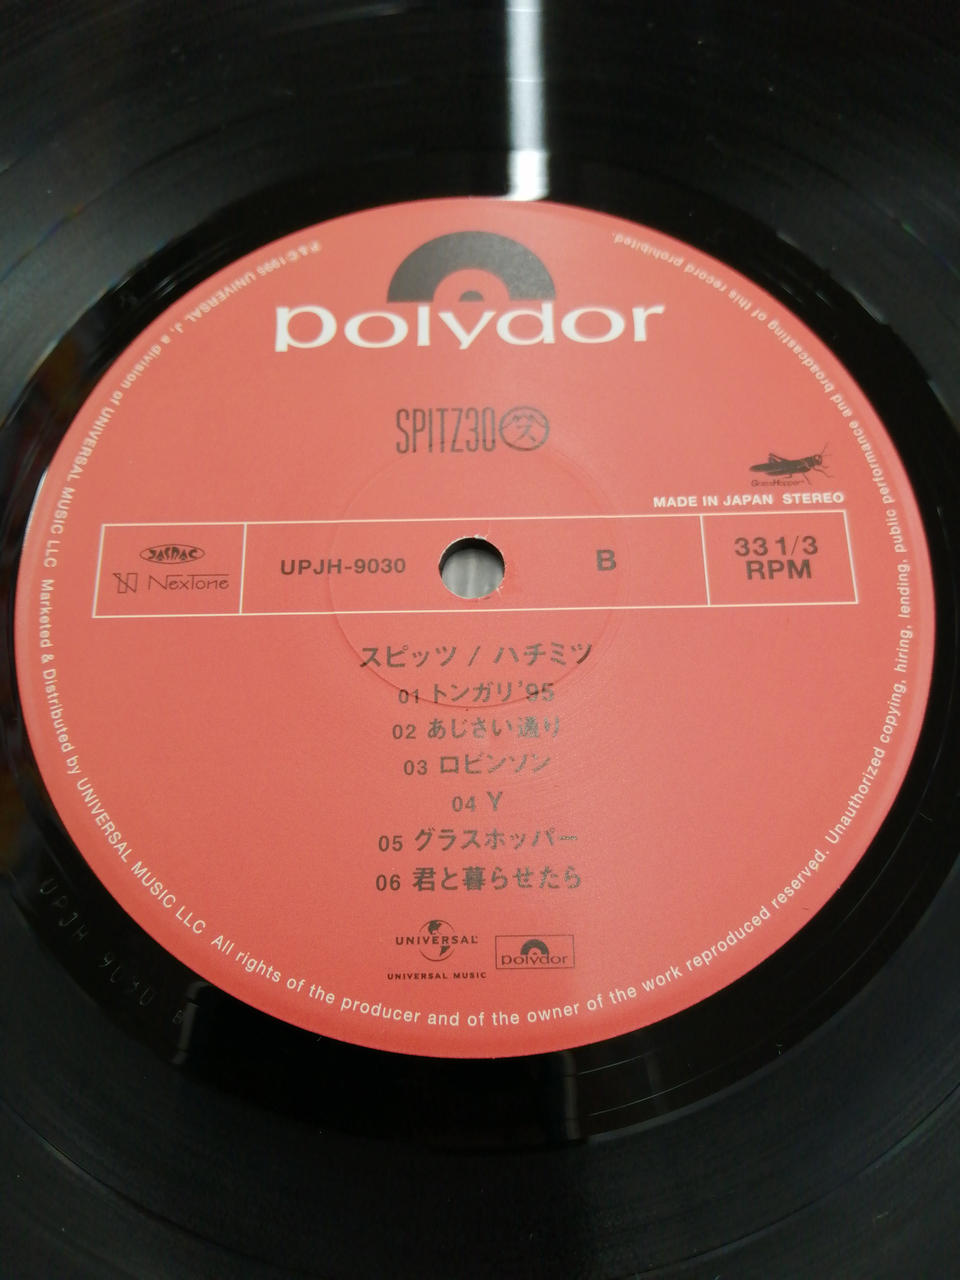 polydor
SPITZ30
GrassHopper
MADE IN JAPAN STEREO
JASRAC
NexTone
UPJH-9030
B
33 1/3
RPM
スピッツ / ハチミツ
01 トンガリ'95
02 あじさい通り
03 ロビンソン
04 Y
05 グラスホッパー
06 君と暮らせたら
UNIVERSAL
UNIVERSAL MUSIC
polydor
P & C 1995 UNIVERSAL J, a division of UNIVERSAL MUSIC LLC Marketed & Distributed by UNIVERSAL MUSIC LLC All rights of the producer and of the owner of the work reproduced reserved. Unauthorized copying, hiring, lending, public performance and broadcasting of this record prohibited.
UPJH 9030 B